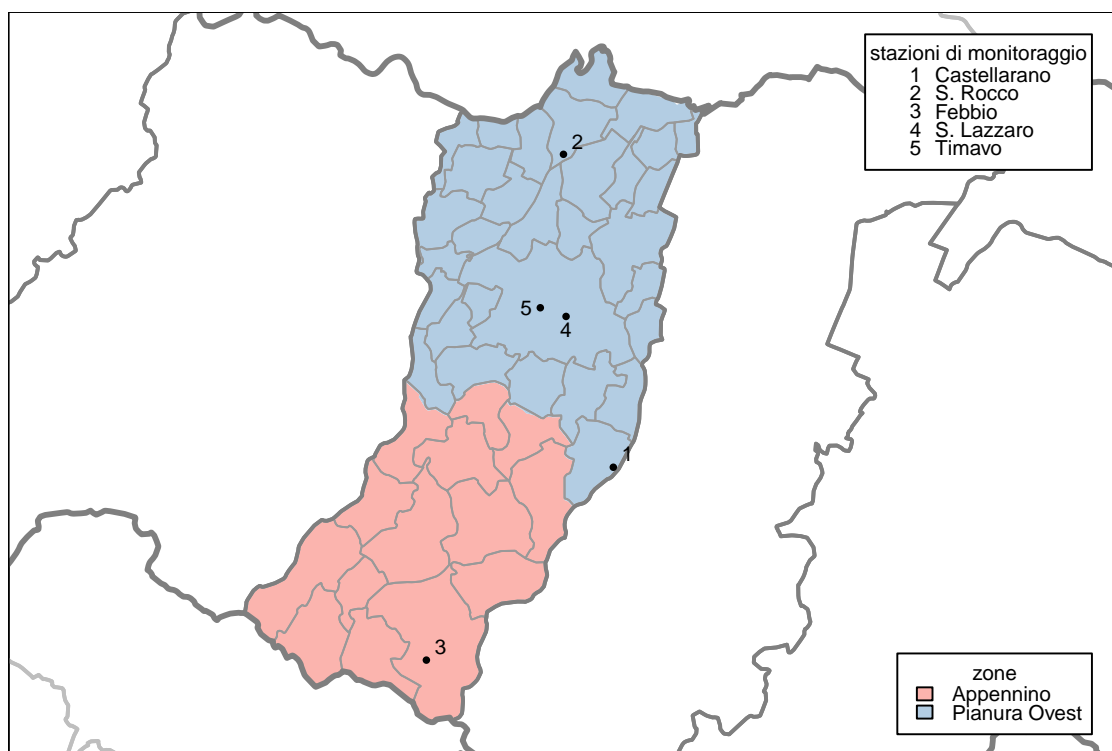 stazioni di monitoraggio
1 Castellarano
2 S. Rocco
3 Febbio
4 S. Lazzaro
5 Timavo
2
5
4
1
3
zone
Appennino
Pianura Ovest